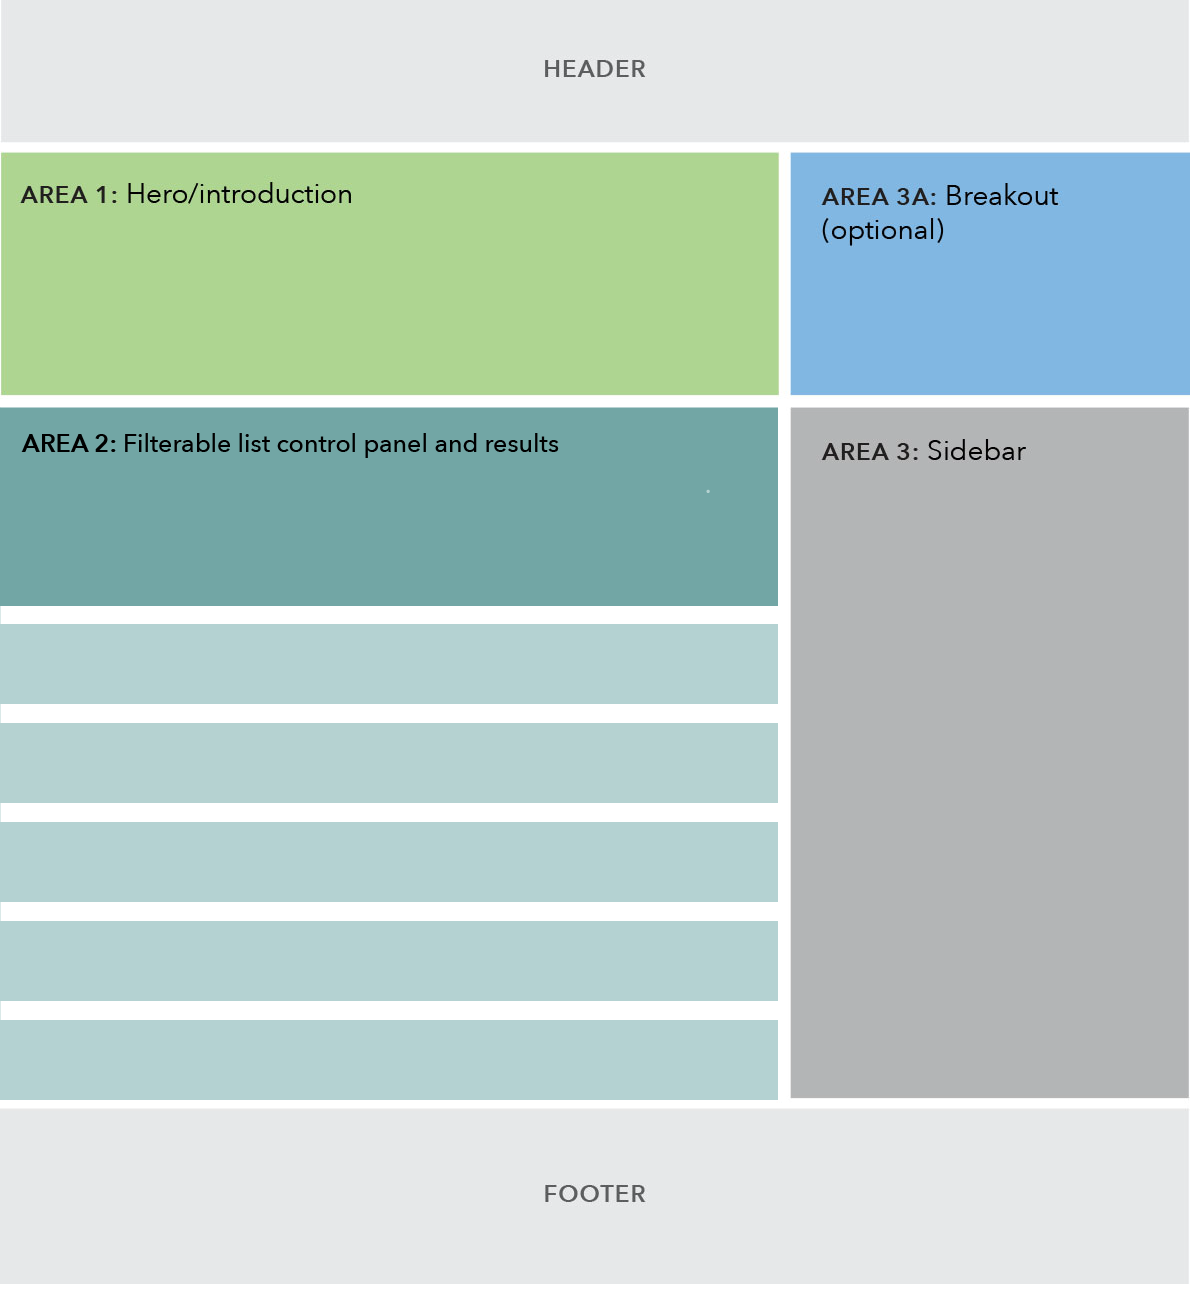 HEADER
AREA 1: Hero/introduction
AREA 3A: Breakout
(optional)
AREA 2: Filterable list control panel and results
AREA 3: Sidebar
FOOTER